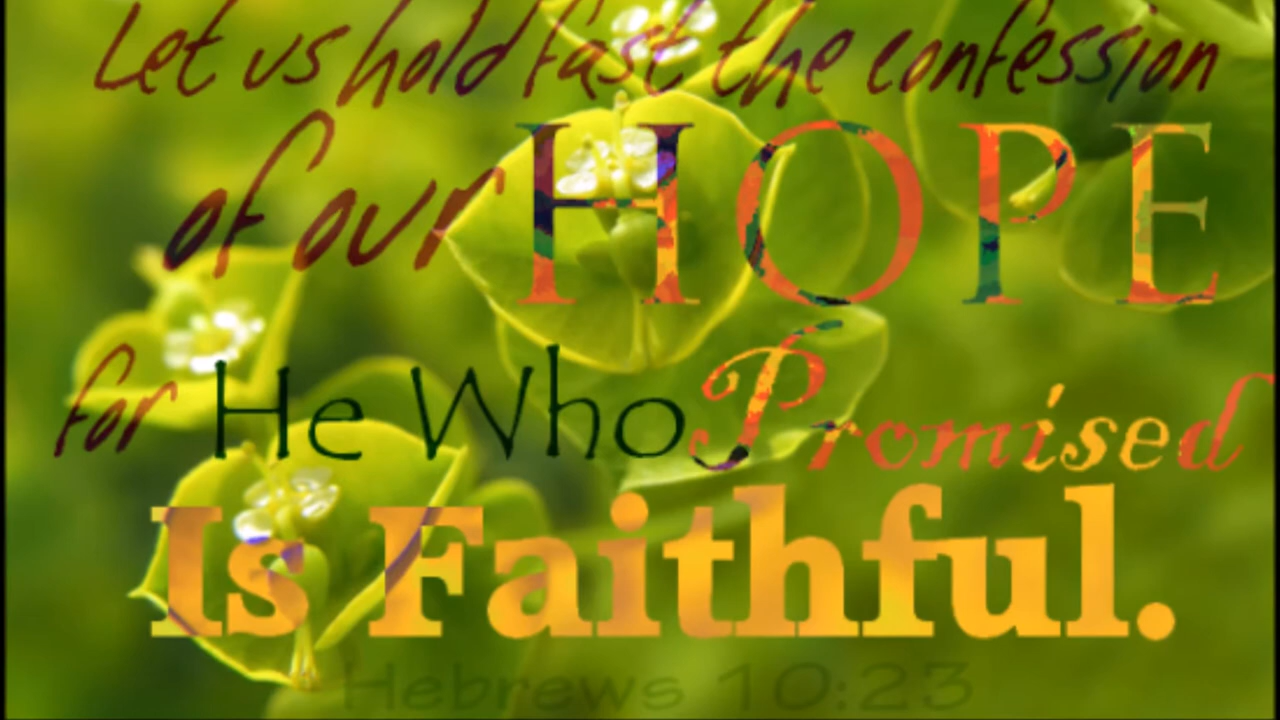 Let us hold fast the confession
of our HOPE
for He Who Promised
Is Faithful.
Hebrews 10:23